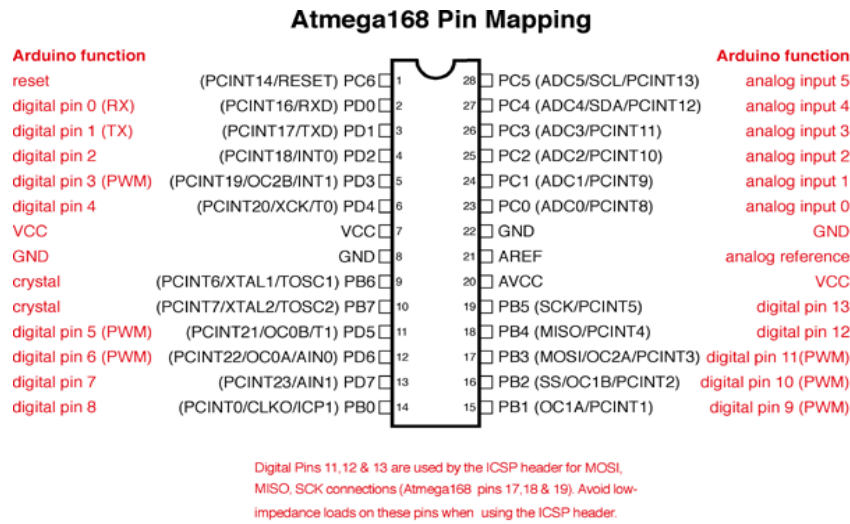 Atmega168 Pin Mapping
Arduino function Arduino function
reset (PCINT14/RESET) PC6 1 28 PC5 (ADC5/SCL/PCINT13) analog input 5
digital pin 0 (RX) (PCINT16/RXD) PD0 2 27 PC4 (ADC4/SDA/PCINT12) analog input 4
digital pin 1 (TX) (PCINT17/TXD) PD1 3 26 PC3 (ADC3/PCINT11) analog input 3
digital pin 2 (PCINT18/INT0) PD2 4 25 PC2 (ADC2/PCINT10) analog input 2
digital pin 3 (PWM) (PCINT19/OC2B/INT1) PD3 5 24 PC1 (ADC1/PCINT9) analog input 1
digital pin 4 (PCINT20/XCK/T0) PD4 6 23 PC0 (ADC0/PCINT8) analog input 0
VCC VCC 7 22 GND GND
GND GND 8 21 AREF analog reference
crystal (PCINT6/XTAL1/TOSC1) PB6 9 20 AVCC VCC
crystal (PCINT7/XTAL2/TOSC2) PB7 10 19 PB5 (SCK/PCINT5) digital pin 13
digital pin 5 (PWM) (PCINT21/OC0B/T1) PD5 11 18 PB4 (MISO/PCINT4) digital pin 12
digital pin 6 (PWM) (PCINT22/OC0A/AIN0) PD6 12 17 PB3 (MOSI/OC2A/PCINT3) digital pin 11(PWM)
digital pin 7 (PCINT23/AIN1) PD7 13 16 PB2 (SS/OC1B/PCINT2) digital pin 10 (PWM)
digital pin 8 (PCINT0/CLKO/ICP1) PB0 14 15 PB1 (OC1A/PCINT1) digital pin 9 (PWM)
Digital Pins 11,12 & 13 are used by the ICSP header for MOSI,
MISO, SCK connections (Atmega168 pins 17,18 & 19). Avoid low-
impedance loads on these pins when using the ICSP header.